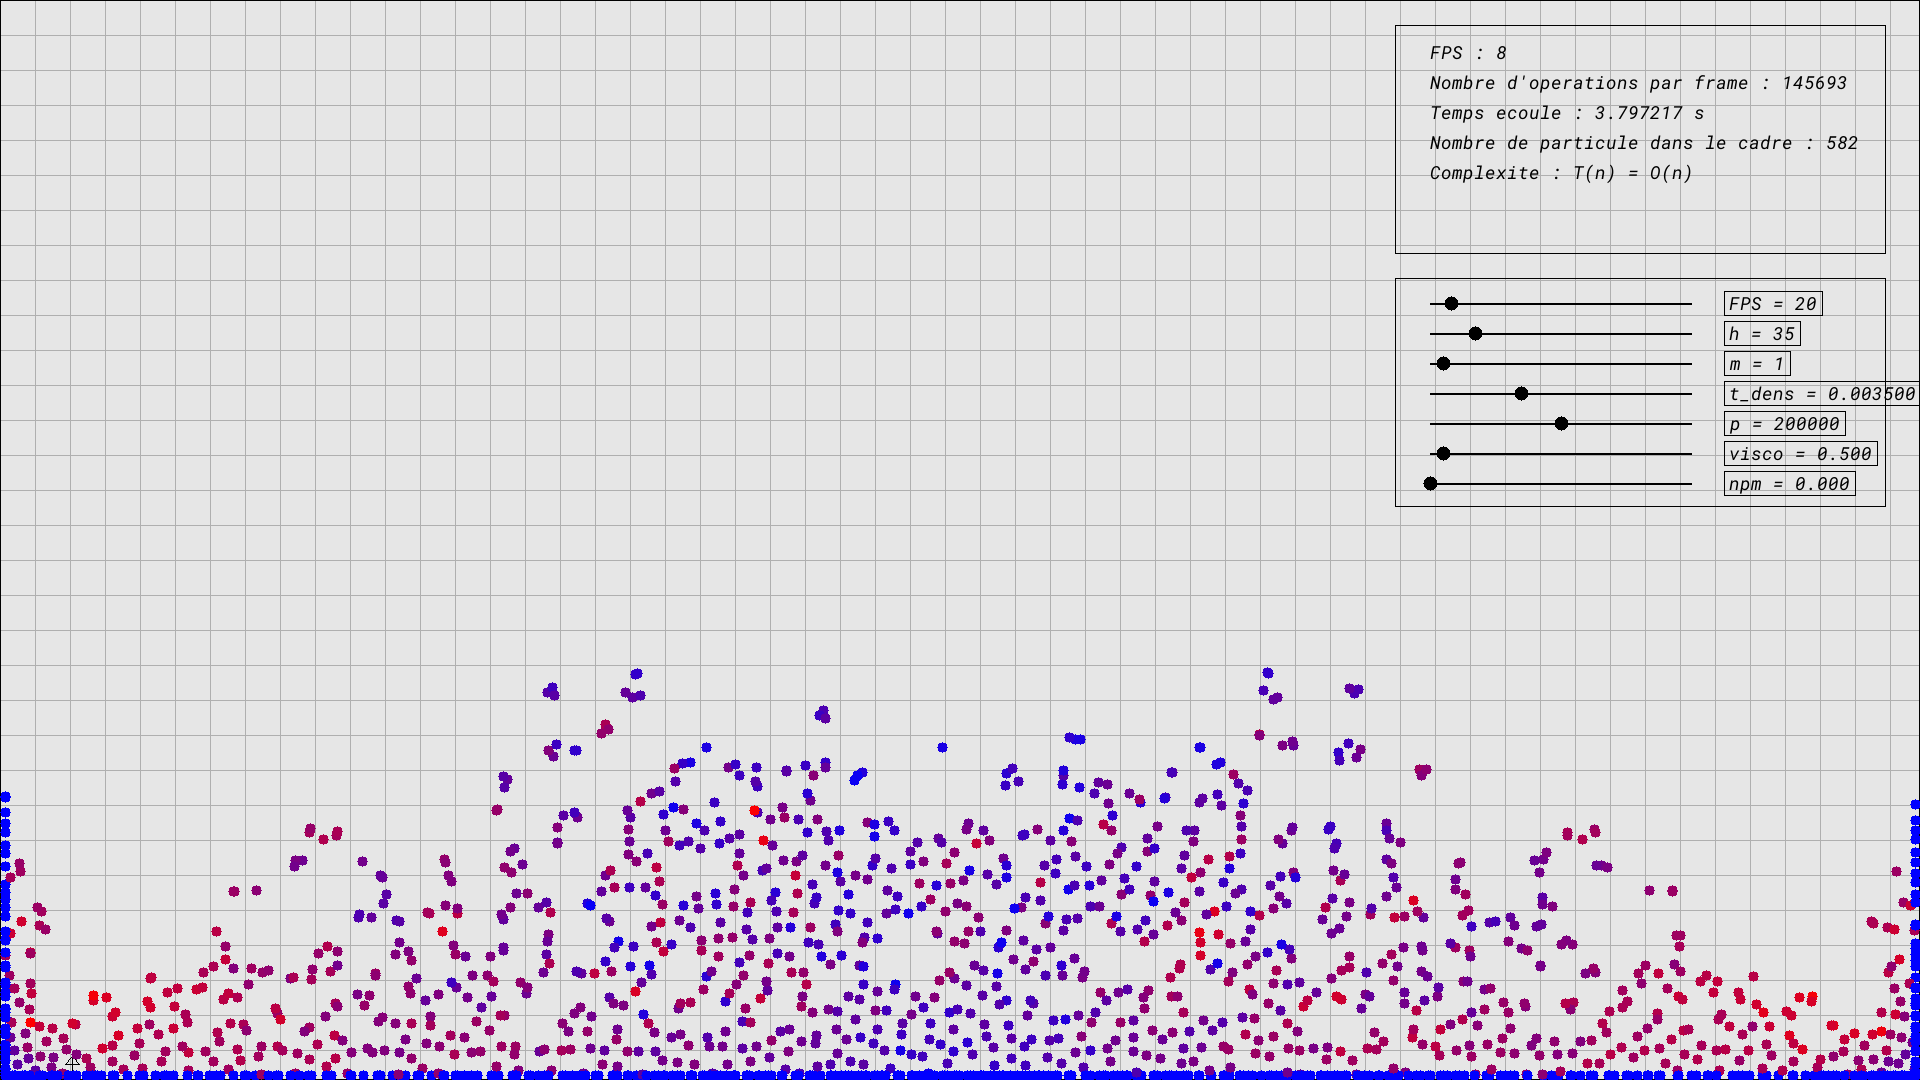 FPS : 8
Nombre d'operations par frame : 145693
Temps ecoule : 3.797217 s
Nombre de particule dans le cadre : 582
Complexite : T(n) = O(n)
FPS = 20
h = 35
m = 1
t_dens = 0.003500
p = 200000
visco = 0.500
npm = 0.000